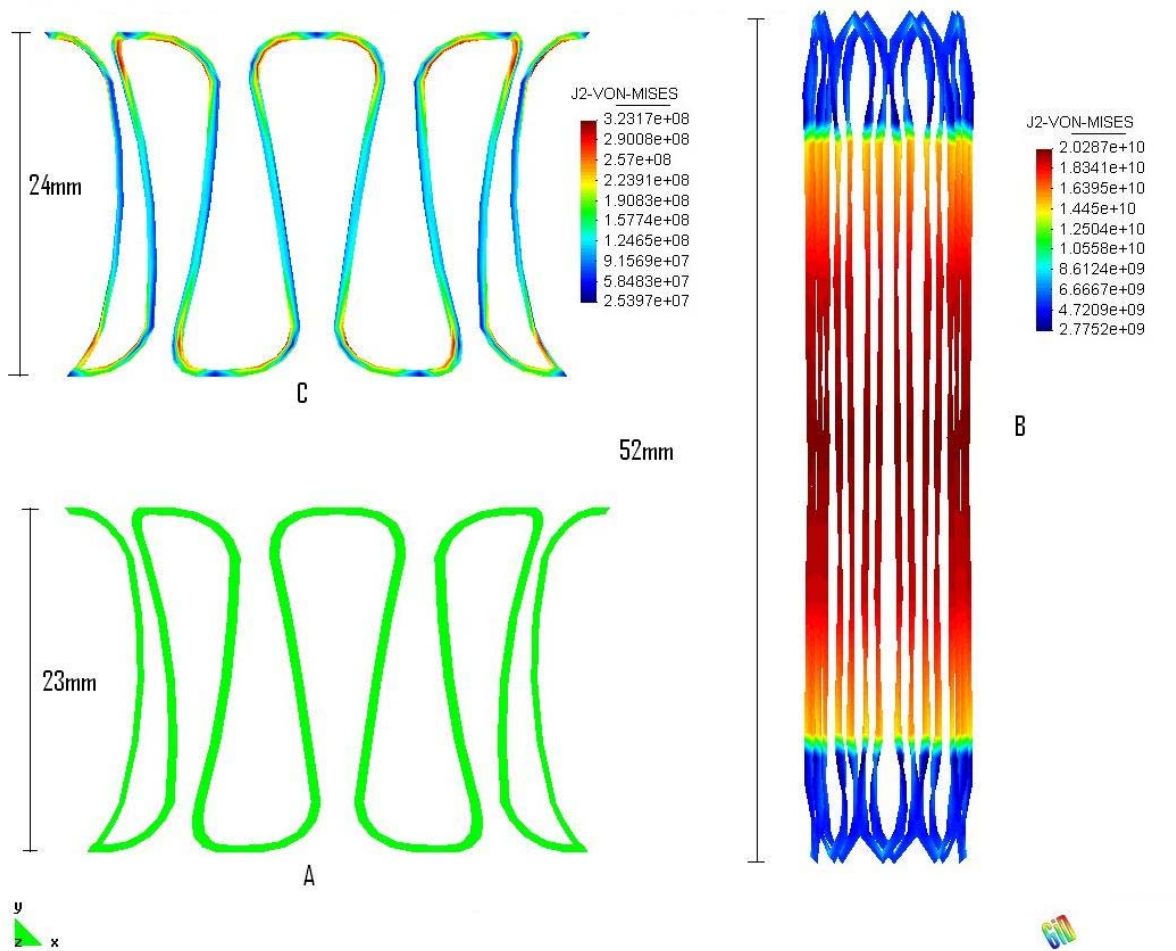 J2-VON-MISES
3.2317e+08
2.9008e+08
2.57e+08
2.2391e+08
1.9083e+08
1.5774e+08
1.2465e+08
9.1569e+07
5.8483e+07
2.5397e+07
24mm
C
J2-VON-MISES
2.0287e+10
1.8341e+10
1.6395e+10
1.445e+10
1.2504e+10
1.0558e+10
8.6124e+09
6.6667e+09
4.7209e+09
2.7752e+09
B
52mm
23mm
A
y
z x
GiD